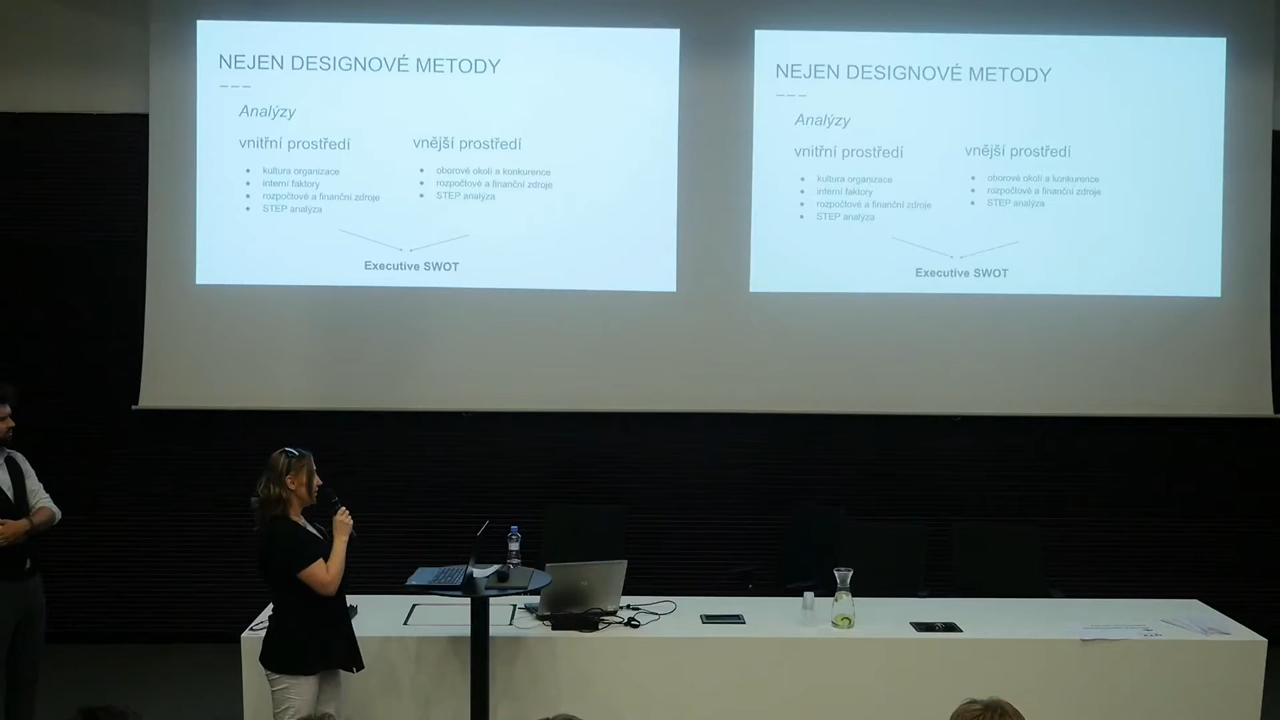 NEJEN DESIGNOVÉ METODY
Analýzy
vnitřní prostředí
kultura organizace
interní faktory
rozpočtové a finanční zdroje
STEP analýza
vnější prostředí
oborové okolí a konkurence
rozpočtové a finanční zdroje
STEP analýza
Executive SWOT
NEJEN DESIGNOVÉ METODY
Analýzy
vnitřní prostředí
kultura organizace
interní faktory
rozpočtové a finanční zdroje
STEP analýza
vnější prostředí
oborové okolí a konkurence
rozpočtové a finanční zdroje
STEP analýza
Executive SWOT